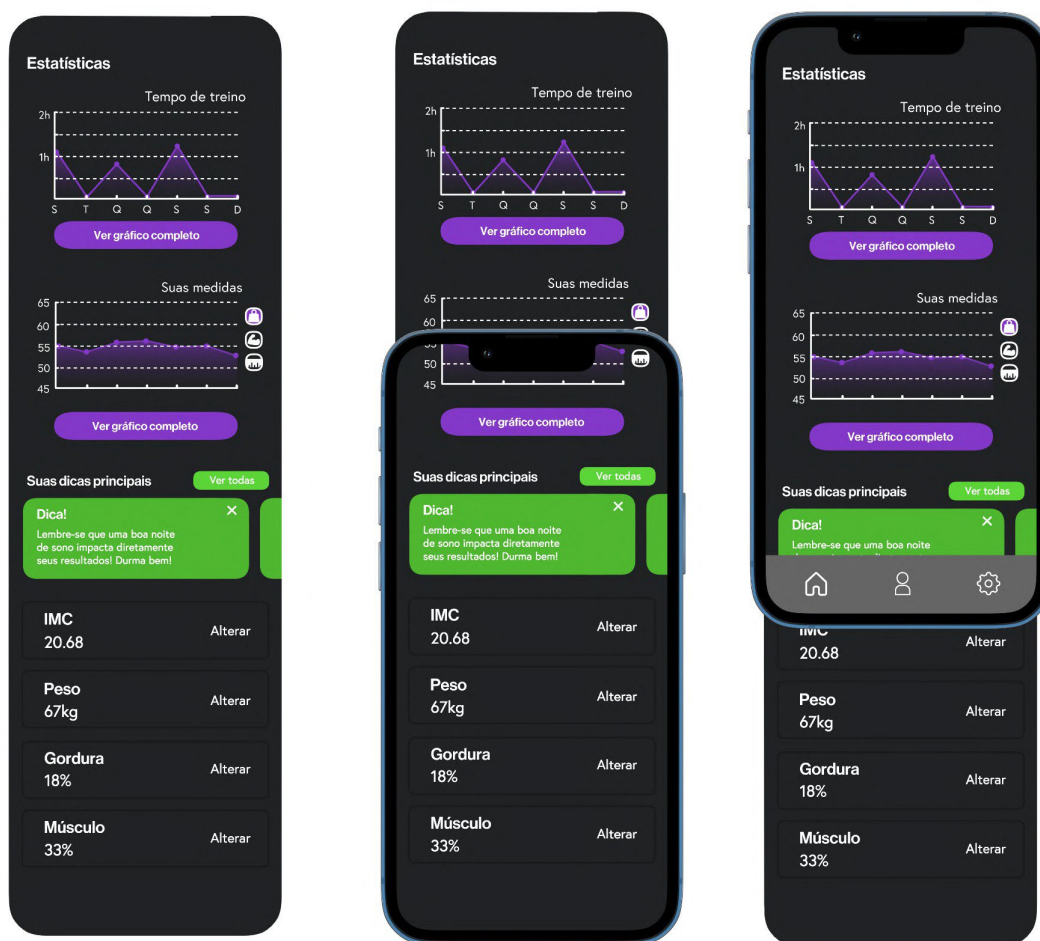 Estatísticas
Tempo de treino
2h
1h
S T Q Q S S D
Ver gráfico completo
Suas medidas
65
60
55
50
45
Ver gráfico completo
Suas dicas principais
Ver todas
Dica!
Lembre-se que uma boa noite
de sono impacta diretamente
seus resultados! Durma bem!
IMC
20.68
Alterar
Peso
67kg
Alterar
Gordura
18%
Alterar
Músculo
33%
Alterar
Estatísticas
Tempo de treino
2h
1h
S T Q Q S S D
Ver gráfico completo
Suas medidas
65
60
50
45
Ver gráfico completo
Suas dicas principais
Ver todas
Dica!
Lembre-se que uma boa noite
de sono impacta diretamente
seus resultados! Durma bem!
IMC
20.68
Alterar
Peso
67kg
Alterar
Gordura
18%
Alterar
Músculo
33%
Alterar
Estatísticas
Tempo de treino
2h
1h
S T Q Q S S D
Ver gráfico completo
Suas medidas
65
60
55
50
45
Ver gráfico completo
Suas dicas principais
Ver todas
Dica!
Lembre-se que uma boa noite
IMC
20.68
Alterar
Peso
67kg
Alterar
Gordura
18%
Alterar
Músculo
33%
Alterar